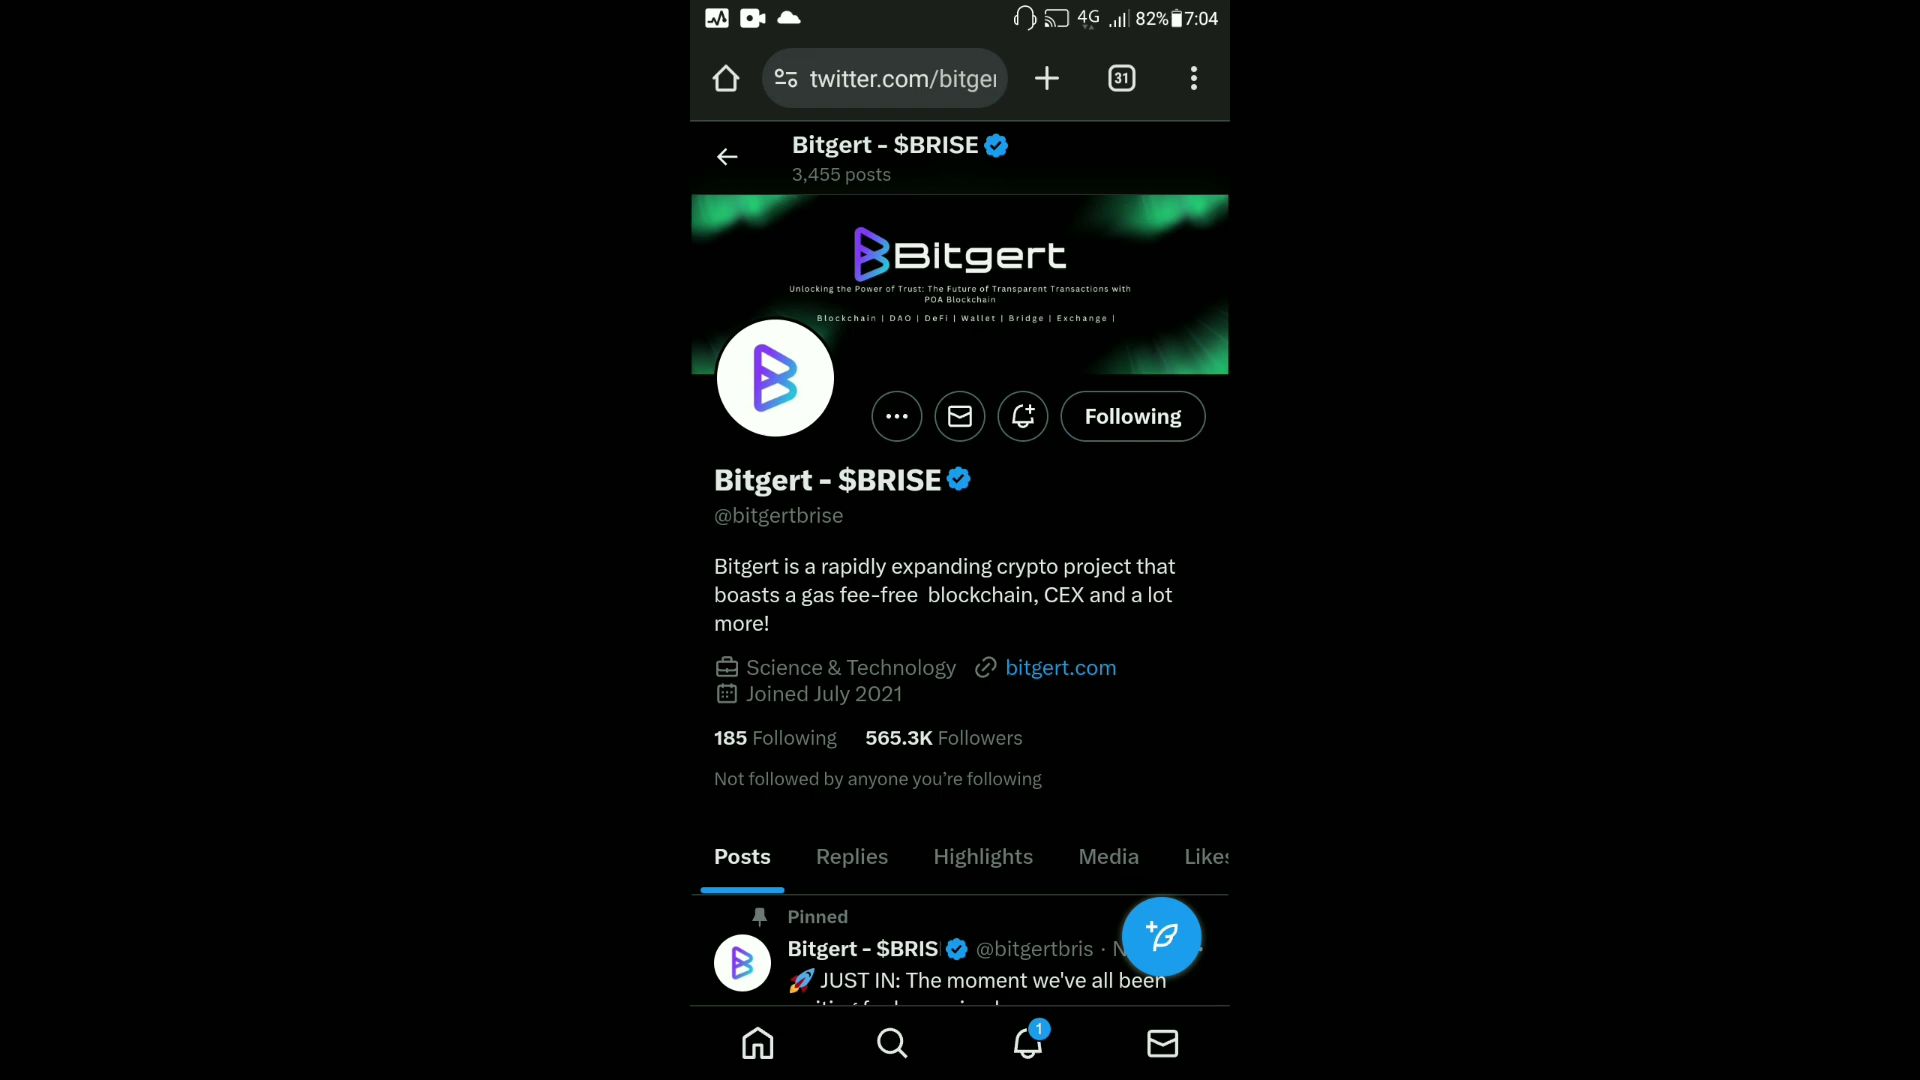 4G 82% 7:04
twitter.com/bitger
31
Bitgert - $BRISE
3,455 posts
Bitgert
Unlocking the Power of Trust: The Future of Transparent Transactions with
POA Blockchain
Blockchain | DAO | DeFi | Wallet | Bridge | Exchange |
Following
Bitgert - $BRISE
@bitgertbrise
Bitgert is a rapidly expanding crypto project that
boasts a gas fee-free blockchain, CEX and a lot
more!
Science & Technology bitgert.com
Joined July 2021
185 Following 565.3K Followers
Not followed by anyone you're following
Posts Replies Highlights Media Likes
Pinned
Bitgert - $BRIS @bitgertbris · N
🚀 JUST IN: The moment we've all been
1